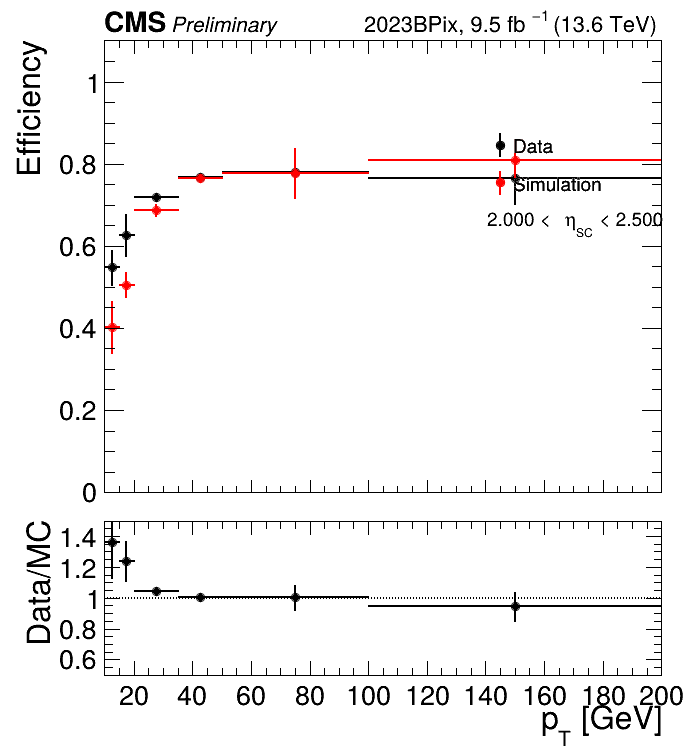 CMS Preliminary 2023BPix, 9.5 fb⁻¹ (13.6 TeV)
Efficiency
1
0.8
0.6
0.4
0.2
0
Data
Simulation
2.000 < η_SC < 2.500
Data/MC
1.4
1.2
1
0.8
0.6
20 40 60 80 100 120 140 160 180 200
p_T [GeV]